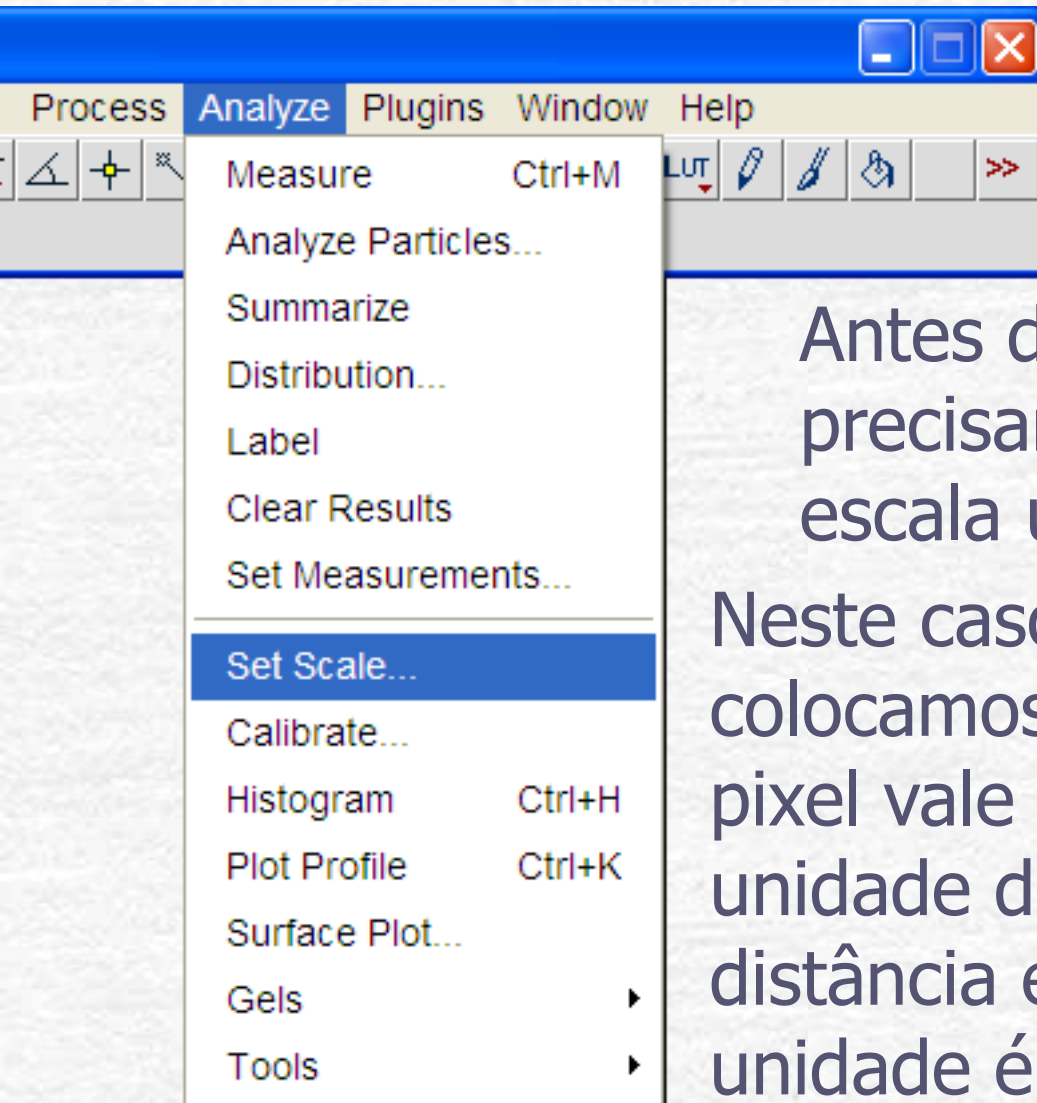 Process Analyze Plugins Window Help
LUT >>
Measure Ctrl+M
Analyze Particles...
Summarize
Distribution...
Label
Clear Results
Set Measurements...
Set Scale...
Calibrate...
Histogram Ctrl+H
Plot Profile Ctrl+K
Surface Plot...
Gels
Tools
Antes
escala
Neste
colocamos
pixel vale
unidade
distância
unidade é